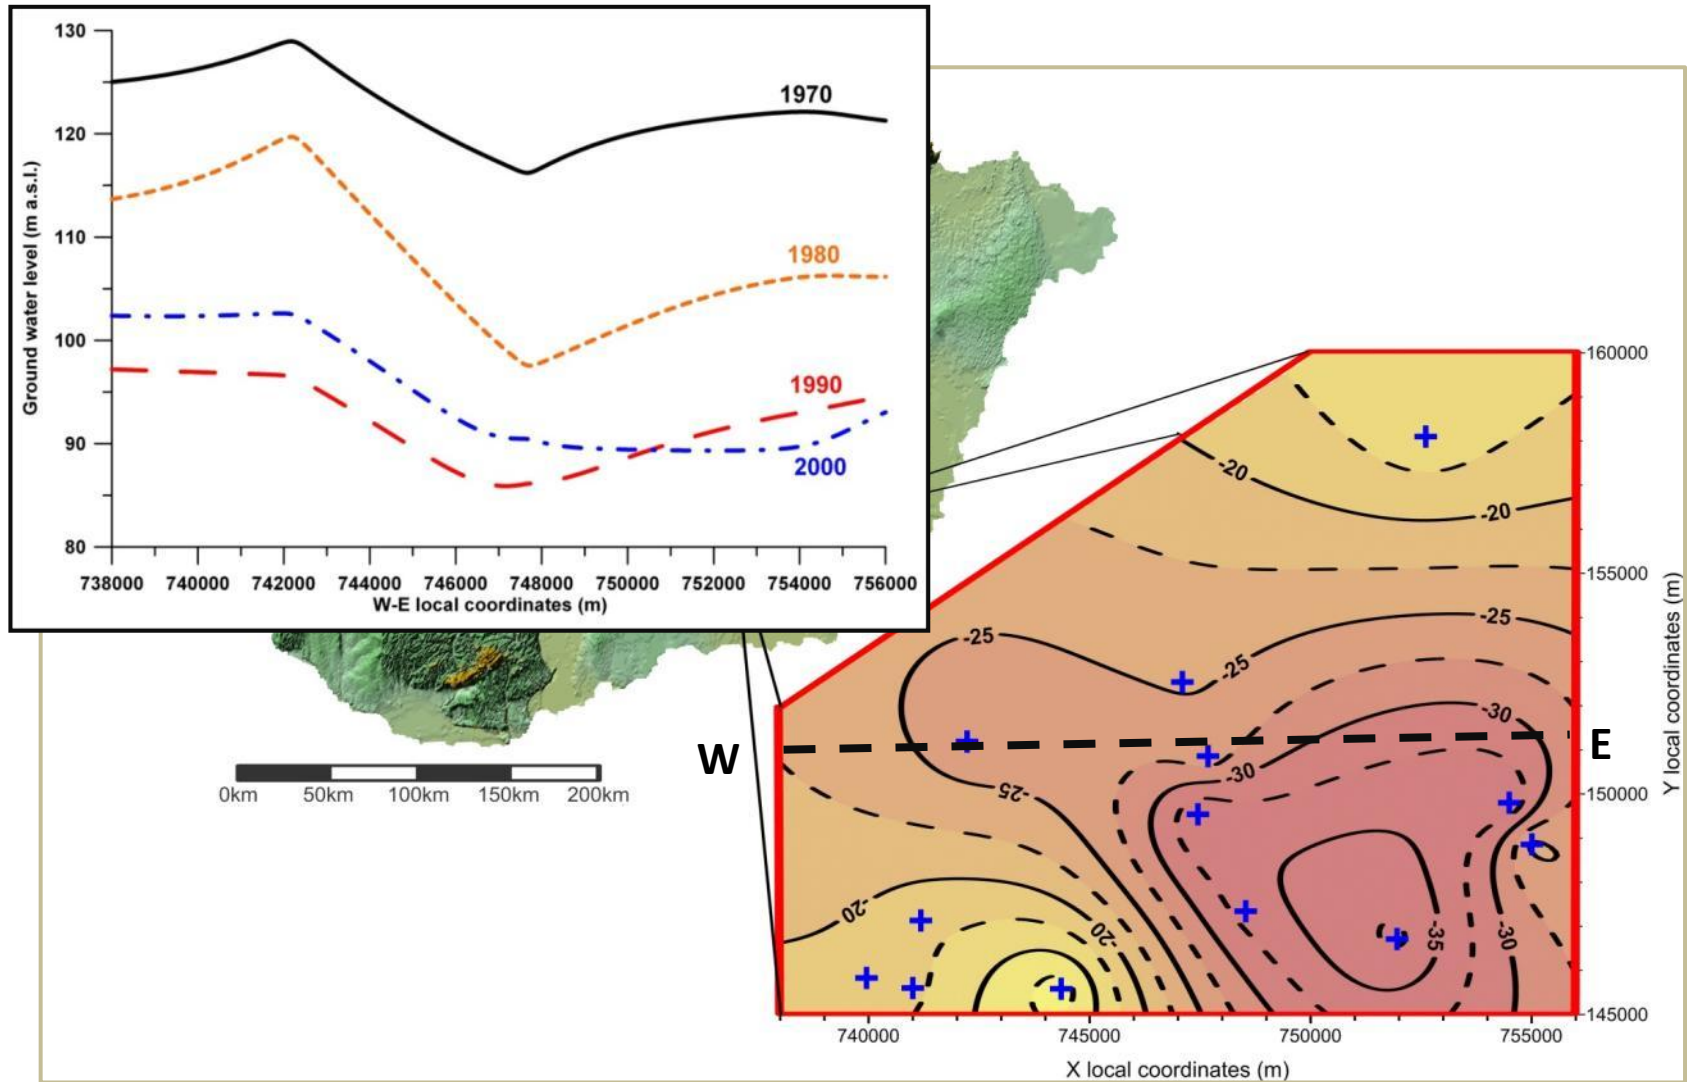 130
120
110
100
90
80
Ground water level (m a.s.l.)
1970
1980
1990
2000
738000 740000 742000 744000 746000 748000 750000 752000 754000 756000
W-E local coordinates (m)
0km 50km 100km 150km 200km
W
E
-20
-20
-25
-25
-25
-25
-30
-30
-30
-35
-20
-20
160000
155000
150000
145000
Y local coordinates (m)
740000 745000 750000 755000
X local coordinates (m)